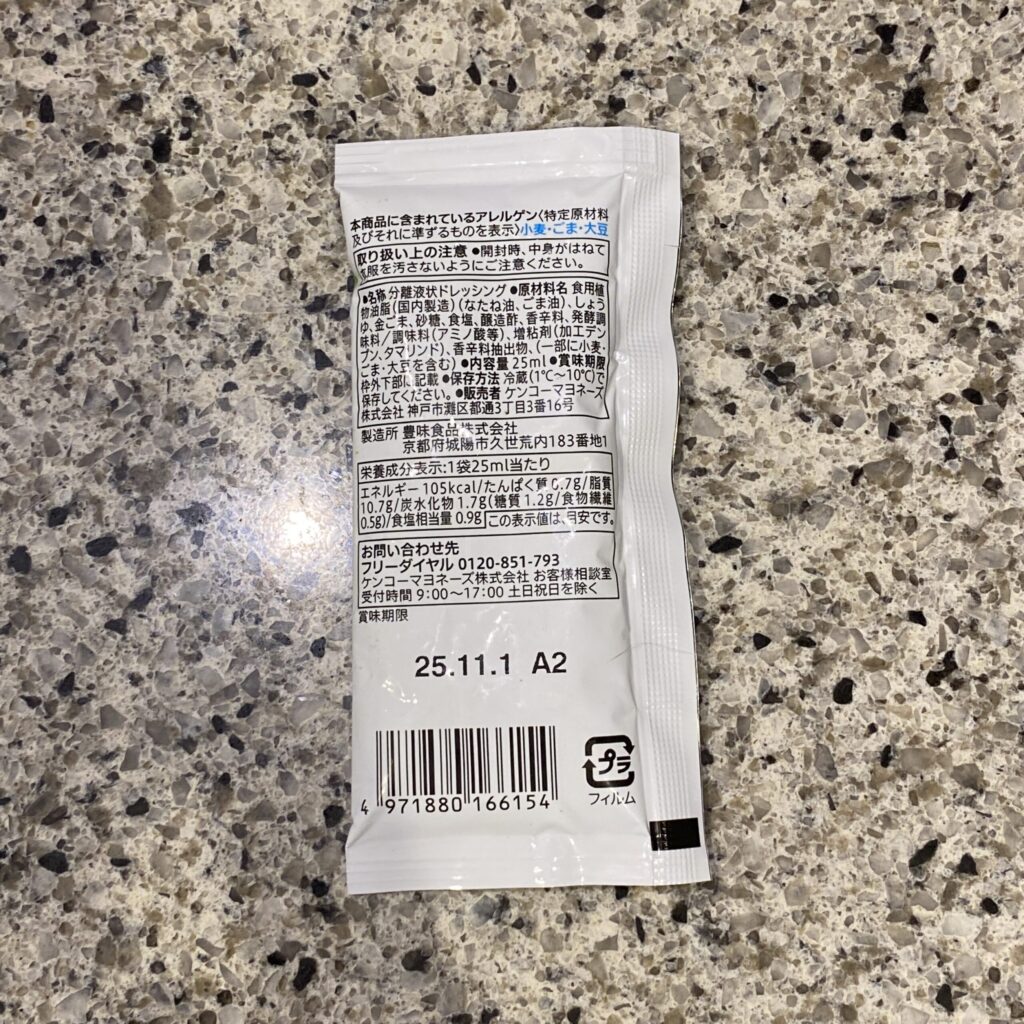 本商品に含まれているアレルゲン〈特定原材料
及びそれに準ずるものを表示〉小麦・ごま・大豆
取り扱い上の注意 ●開封時、中身がはねて
衣服を汚さないようにご注意ください。
●名称 分離液状ドレッシング ●原材料名 食用植
物油脂(国内製造)(なたね油、ごま油)、しょう
ゆ、金ごま、砂糖、食塩、醸造酢、香辛料、発酵調
味料/調味料(アミノ酸等)、増粘剤(加工デン
プン、タマリンド)、香辛料抽出物、(一部に小麦・
ごま・大豆を含む) ●内容量 25ml ●賞味期限
枠外下部に記載 ●保存方法 冷蔵(1℃~10℃)で
保存してください。●販売者 ケンコーマヨネーズ
株式会社 神戸市灘区都通3丁目3番16号
製造所 豊味食品株式会社
京都府城陽市久世荒内183番地1
栄養成分表示:1袋25ml当たり
エネルギー 105kcal/たんぱく質 0.7g/脂質
10.7g/炭水化物 1.7g(糖質 1.2g/食物繊維
0.5g)/食塩相当量 0.9g この表示値は、目安です。
お問い合わせ先
フリーダイヤル 0120-851-793
ケンコーマヨネーズ株式会社 お客様相談室
受付時間 9:00~17:00 土日祝日を除く
賞味期限
25.11.1 A2
プラ
フィルム
4 971880 166154